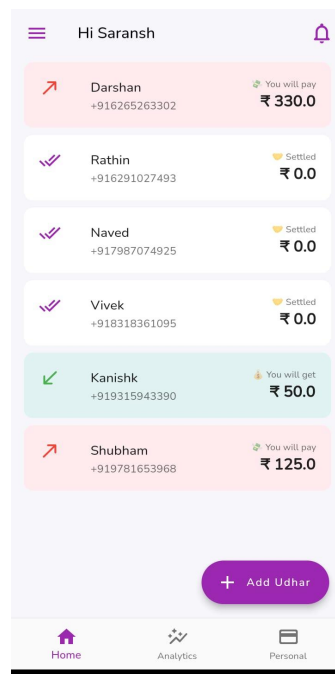 Hi Saransh
Darshan
+916265263302
You will pay
₹ 330.0
Rathin
+916291027493
Settled
₹ 0.0
Naved
+917987074925
Settled
₹ 0.0
Vivek
+918318361095
Settled
₹ 0.0
Kanishk
+919315943390
You will get
₹ 50.0
Shubham
+919781653968
You will pay
₹ 125.0
+ Add Udhar
Home
Analytics
Personal